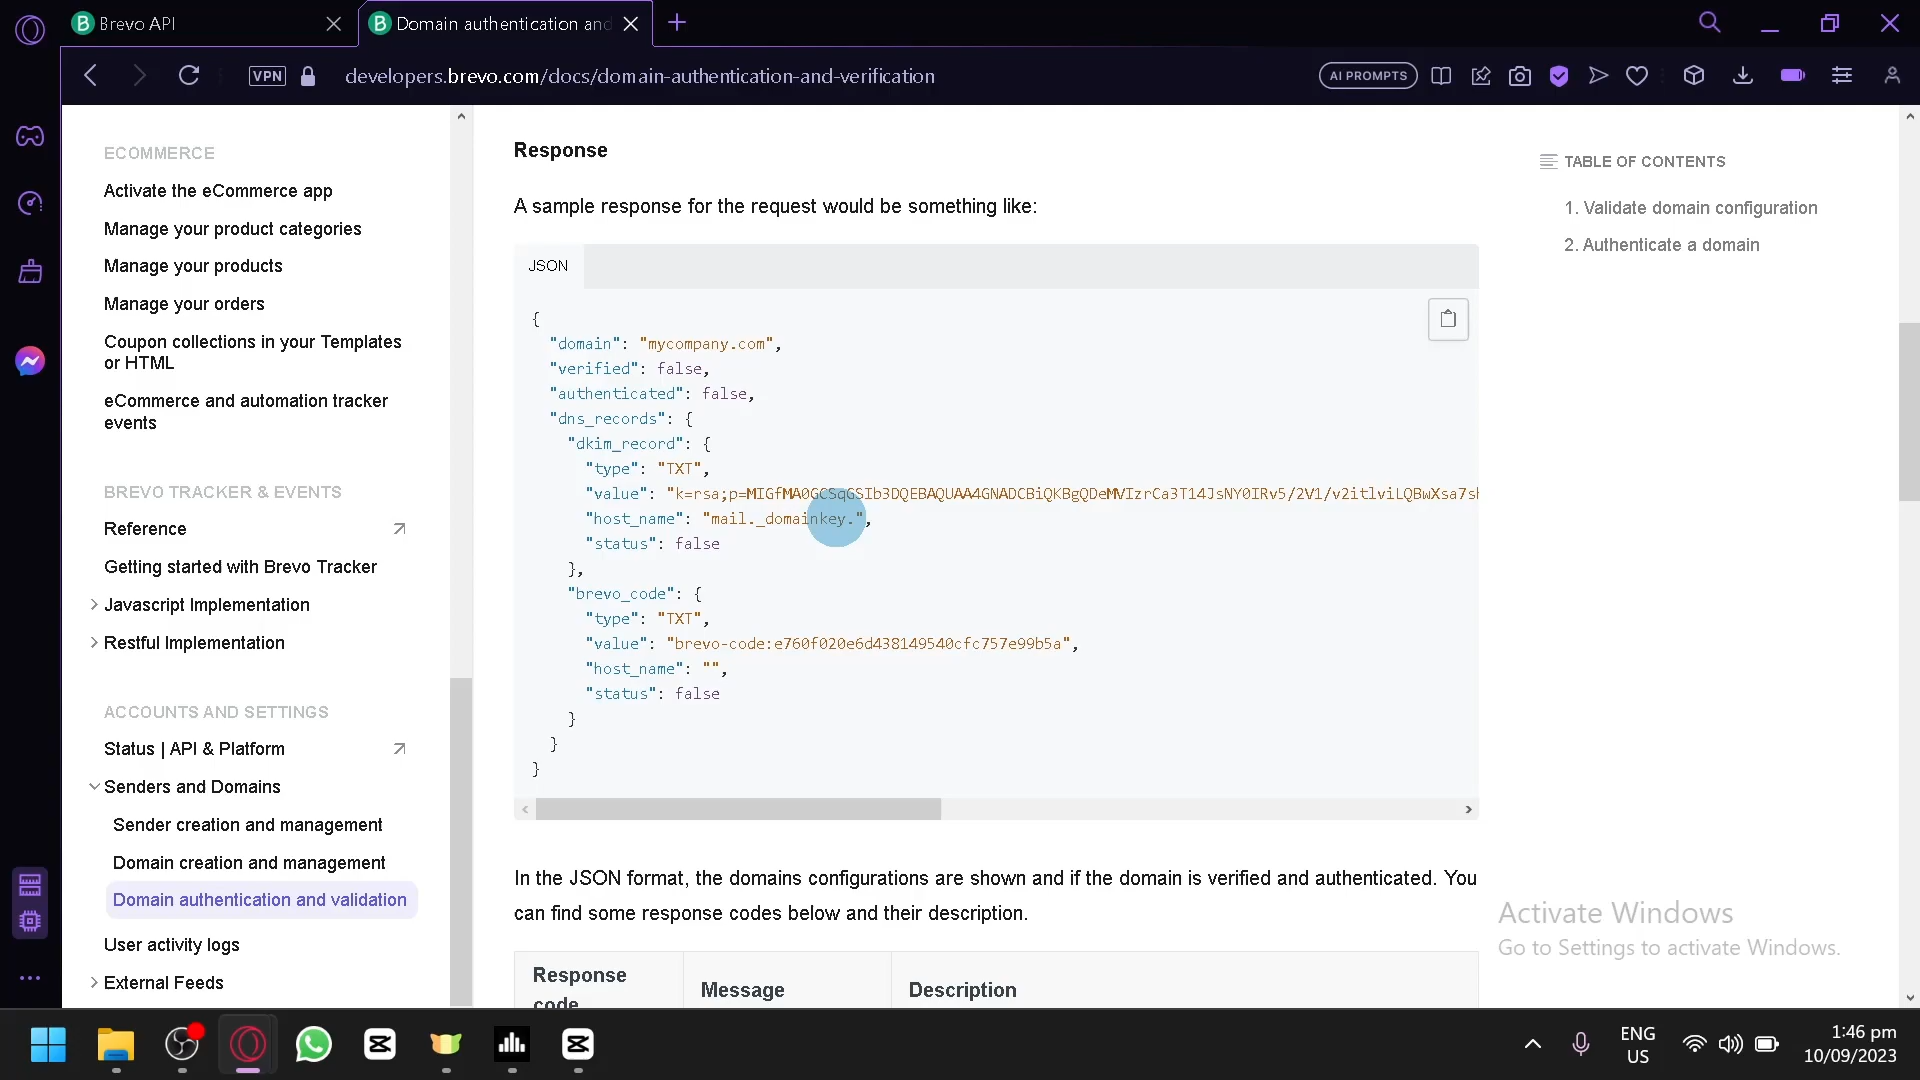 Brevo API
Domain authentication and
VPN
developers.brevo.com/docs/domain-authentication-and-verification
AI PROMPTS
ECOMMERCE
Activate the eCommerce app
Manage your product categories
Manage your products
Manage your orders
Coupon collections in your Templates
or HTML
eCommerce and automation tracker
events
BREVO TRACKER & EVENTS
Reference
Getting started with Brevo Tracker
Javascript Implementation
Restful Implementation
ACCOUNTS AND SETTINGS
Status | API & Platform
Senders and Domains
Sender creation and management
Domain creation and management
Domain authentication and validation
User activity logs
External Feeds
Response
A sample response for the request would be something like:
JSON
{
"domain": "mycompany.com",
"verified": false,
"authenticated": false,
"dns_records": {
"dkim_record": {
"type": "TXT",
"value": "k=rsa;p=MIGfMA0GCSqGSIb3DQEBAQUAA4GNADCBiQKBgQDeMVIzrCa3T14JsNY0IRv5/2V1/v2itlviLQBwXsa7sh
"host_name": "mail._domainkey.",
"status": false
},
"brevo_code": {
"type": "TXT",
"value": "brevo-code:e760f020e6d438149540cfc757e99b5a",
"host_name": "",
"status": false
}
}
}
In the JSON format, the domains configurations are shown and if the domain is verified and authenticated. You
can find some response codes below and their description.
Response
code
Message
Description
TABLE OF CONTENTS
1. Validate domain configuration
2. Authenticate a domain
Activate Windows
Go to Settings to activate Windows.
ENG
US
1:46 pm
10/09/2023